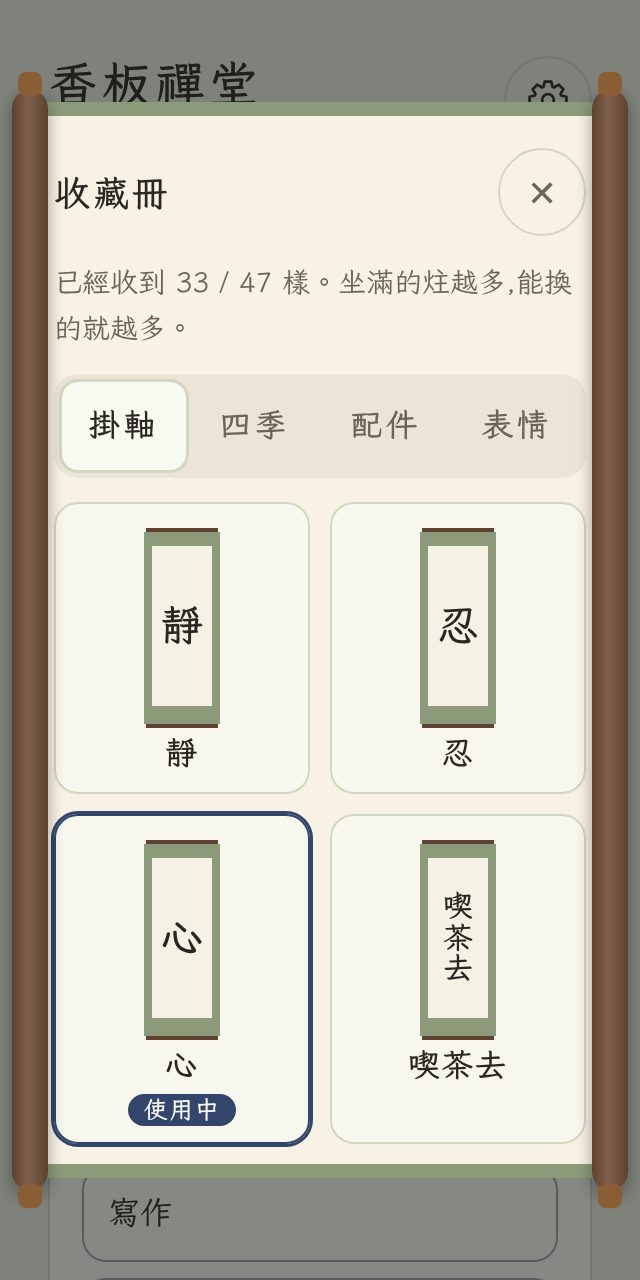 香板禪堂
收藏冊
已經收到 33 / 47 樣。坐滿的炷越多,能換
的就越多。
掛軸
四季
配件
表情
靜
忍
靜
忍
心
喫茶去
心
喫茶去
使用中
寫作